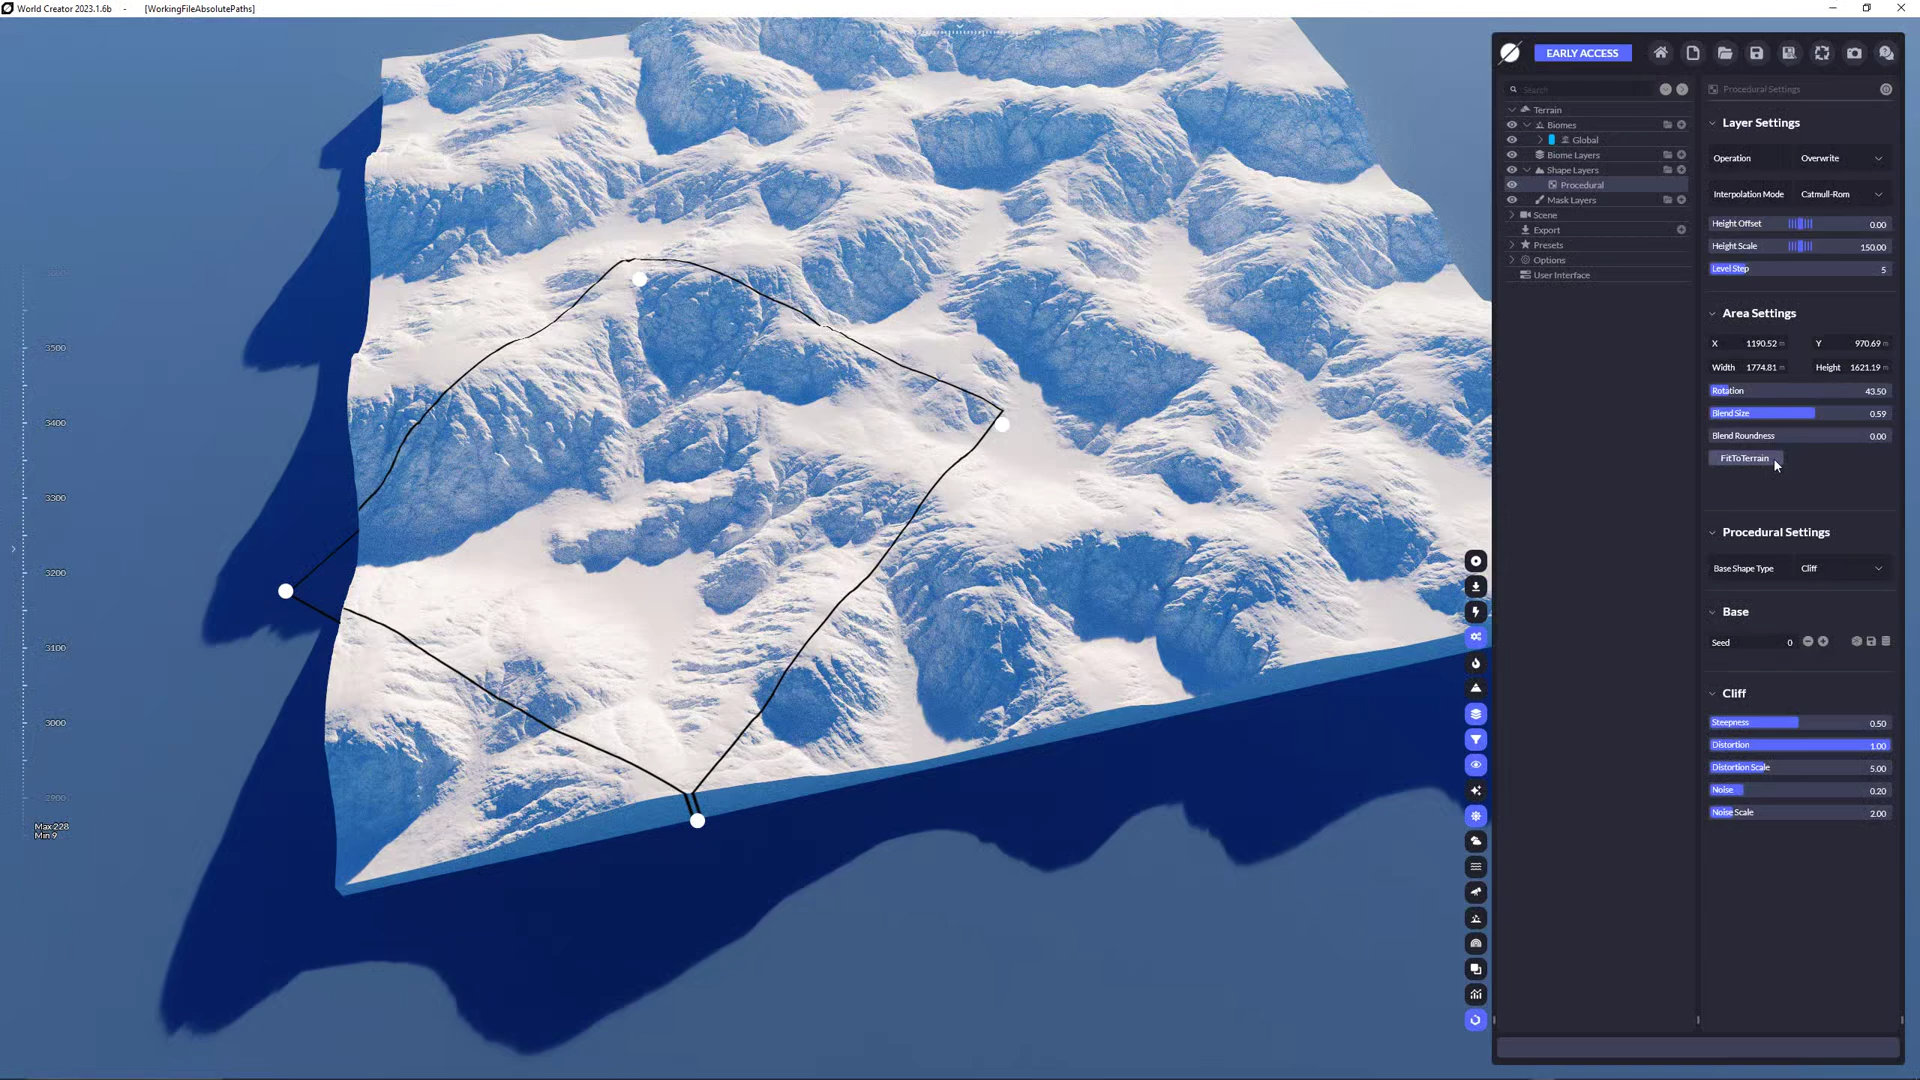 World Creator 2023.1.6b - [WorkingFileAbsolutePaths]
EARLY ACCESS
Search
Terrain
Biomes
Global
Biome Layers
Shape Layers
Procedural
Mask Layers
Scene
Export
Presets
Options
User Interface
Procedural Settings
Layer Settings
Operation Overwrite
Interpolation Mode Catmull-Rom
Height Offset 0.00
Height Scale 150.00
Level Step 5
Area Settings
X 1190.52 m Y 970.69 m
Width 1774.81 m Height 1621.19 m
Rotation 43.50
Blend Size 0.59
Blend Roundness 0.00
FitToTerrain
Procedural Settings
Base Shape Type Cliff
Base
Seed 0
Cliff
Steepness 0.50
Distortion 1.00
Distortion Scale 5.00
Noise 0.20
Noise Scale 2.00
3500
3400
3300
3200
3100
3000
2900
Max 228
Min 9